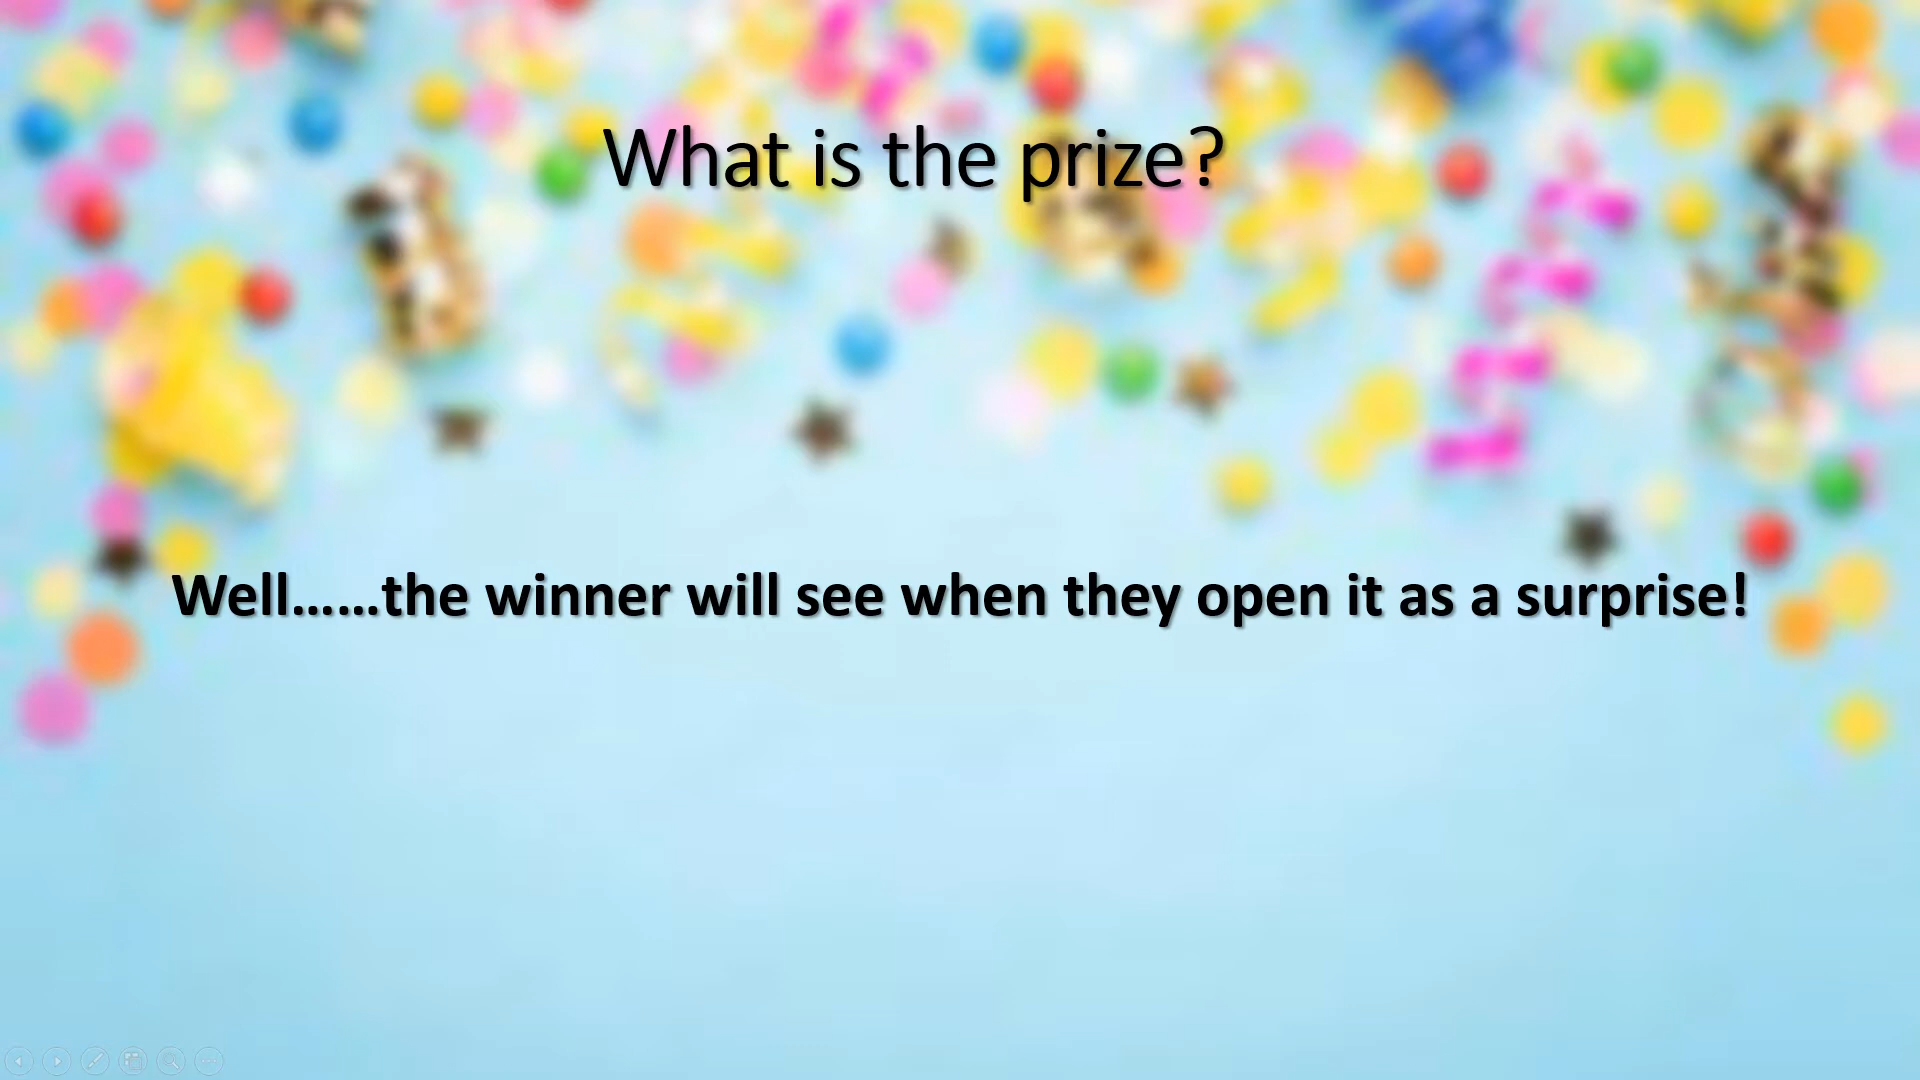 What is the prize?
Well......the winner will see when they open it as a surprise!